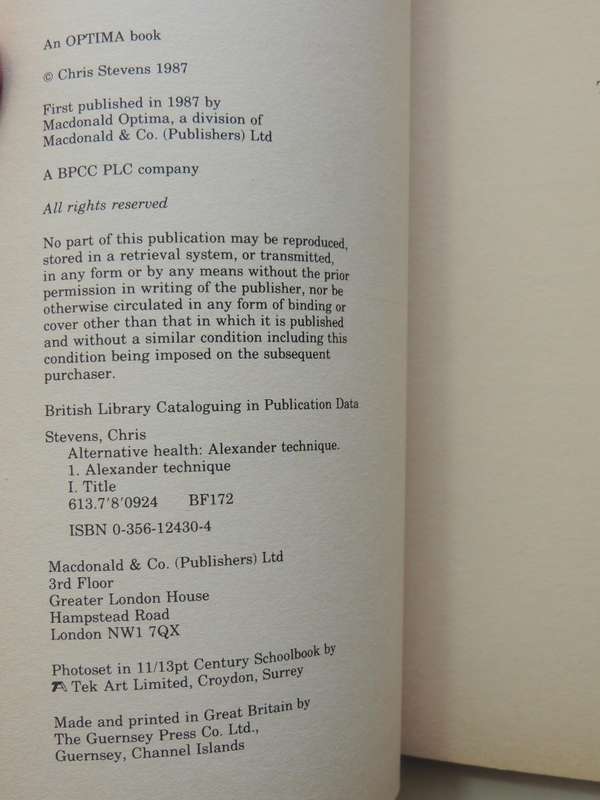 An OPTIMA book
© Chris Stevens 1987
First published in 1987 by
Macdonald Optima, a division of
Macdonald & Co. (Publishers) Ltd
A BPCC PLC company
All rights reserved
No part of this publication may be reproduced,
stored in a retrieval system, or transmitted,
in any form or by any means without the prior
permission in writing of the publisher, nor be
otherwise circulated in any form of binding or
cover other than that in which it is published
and without a similar condition including this
condition being imposed on the subsequent
purchaser.
British Library Cataloguing in Publication Data
Stevens, Chris
Alternative health: Alexander technique.
1. Alexander technique
I. Title
613.7'8'0924 BF172
ISBN 0-356-12430-4
Macdonald & Co. (Publishers) Ltd
3rd Floor
Greater London House
Hampstead Road
London NW1 7QX
Photoset in 11/13pt Century Schoolbook by
Tek Art Limited, Croydon, Surrey
Made and printed in Great Britain by
The Guernsey Press Co. Ltd.,
Guernsey, Channel Islands